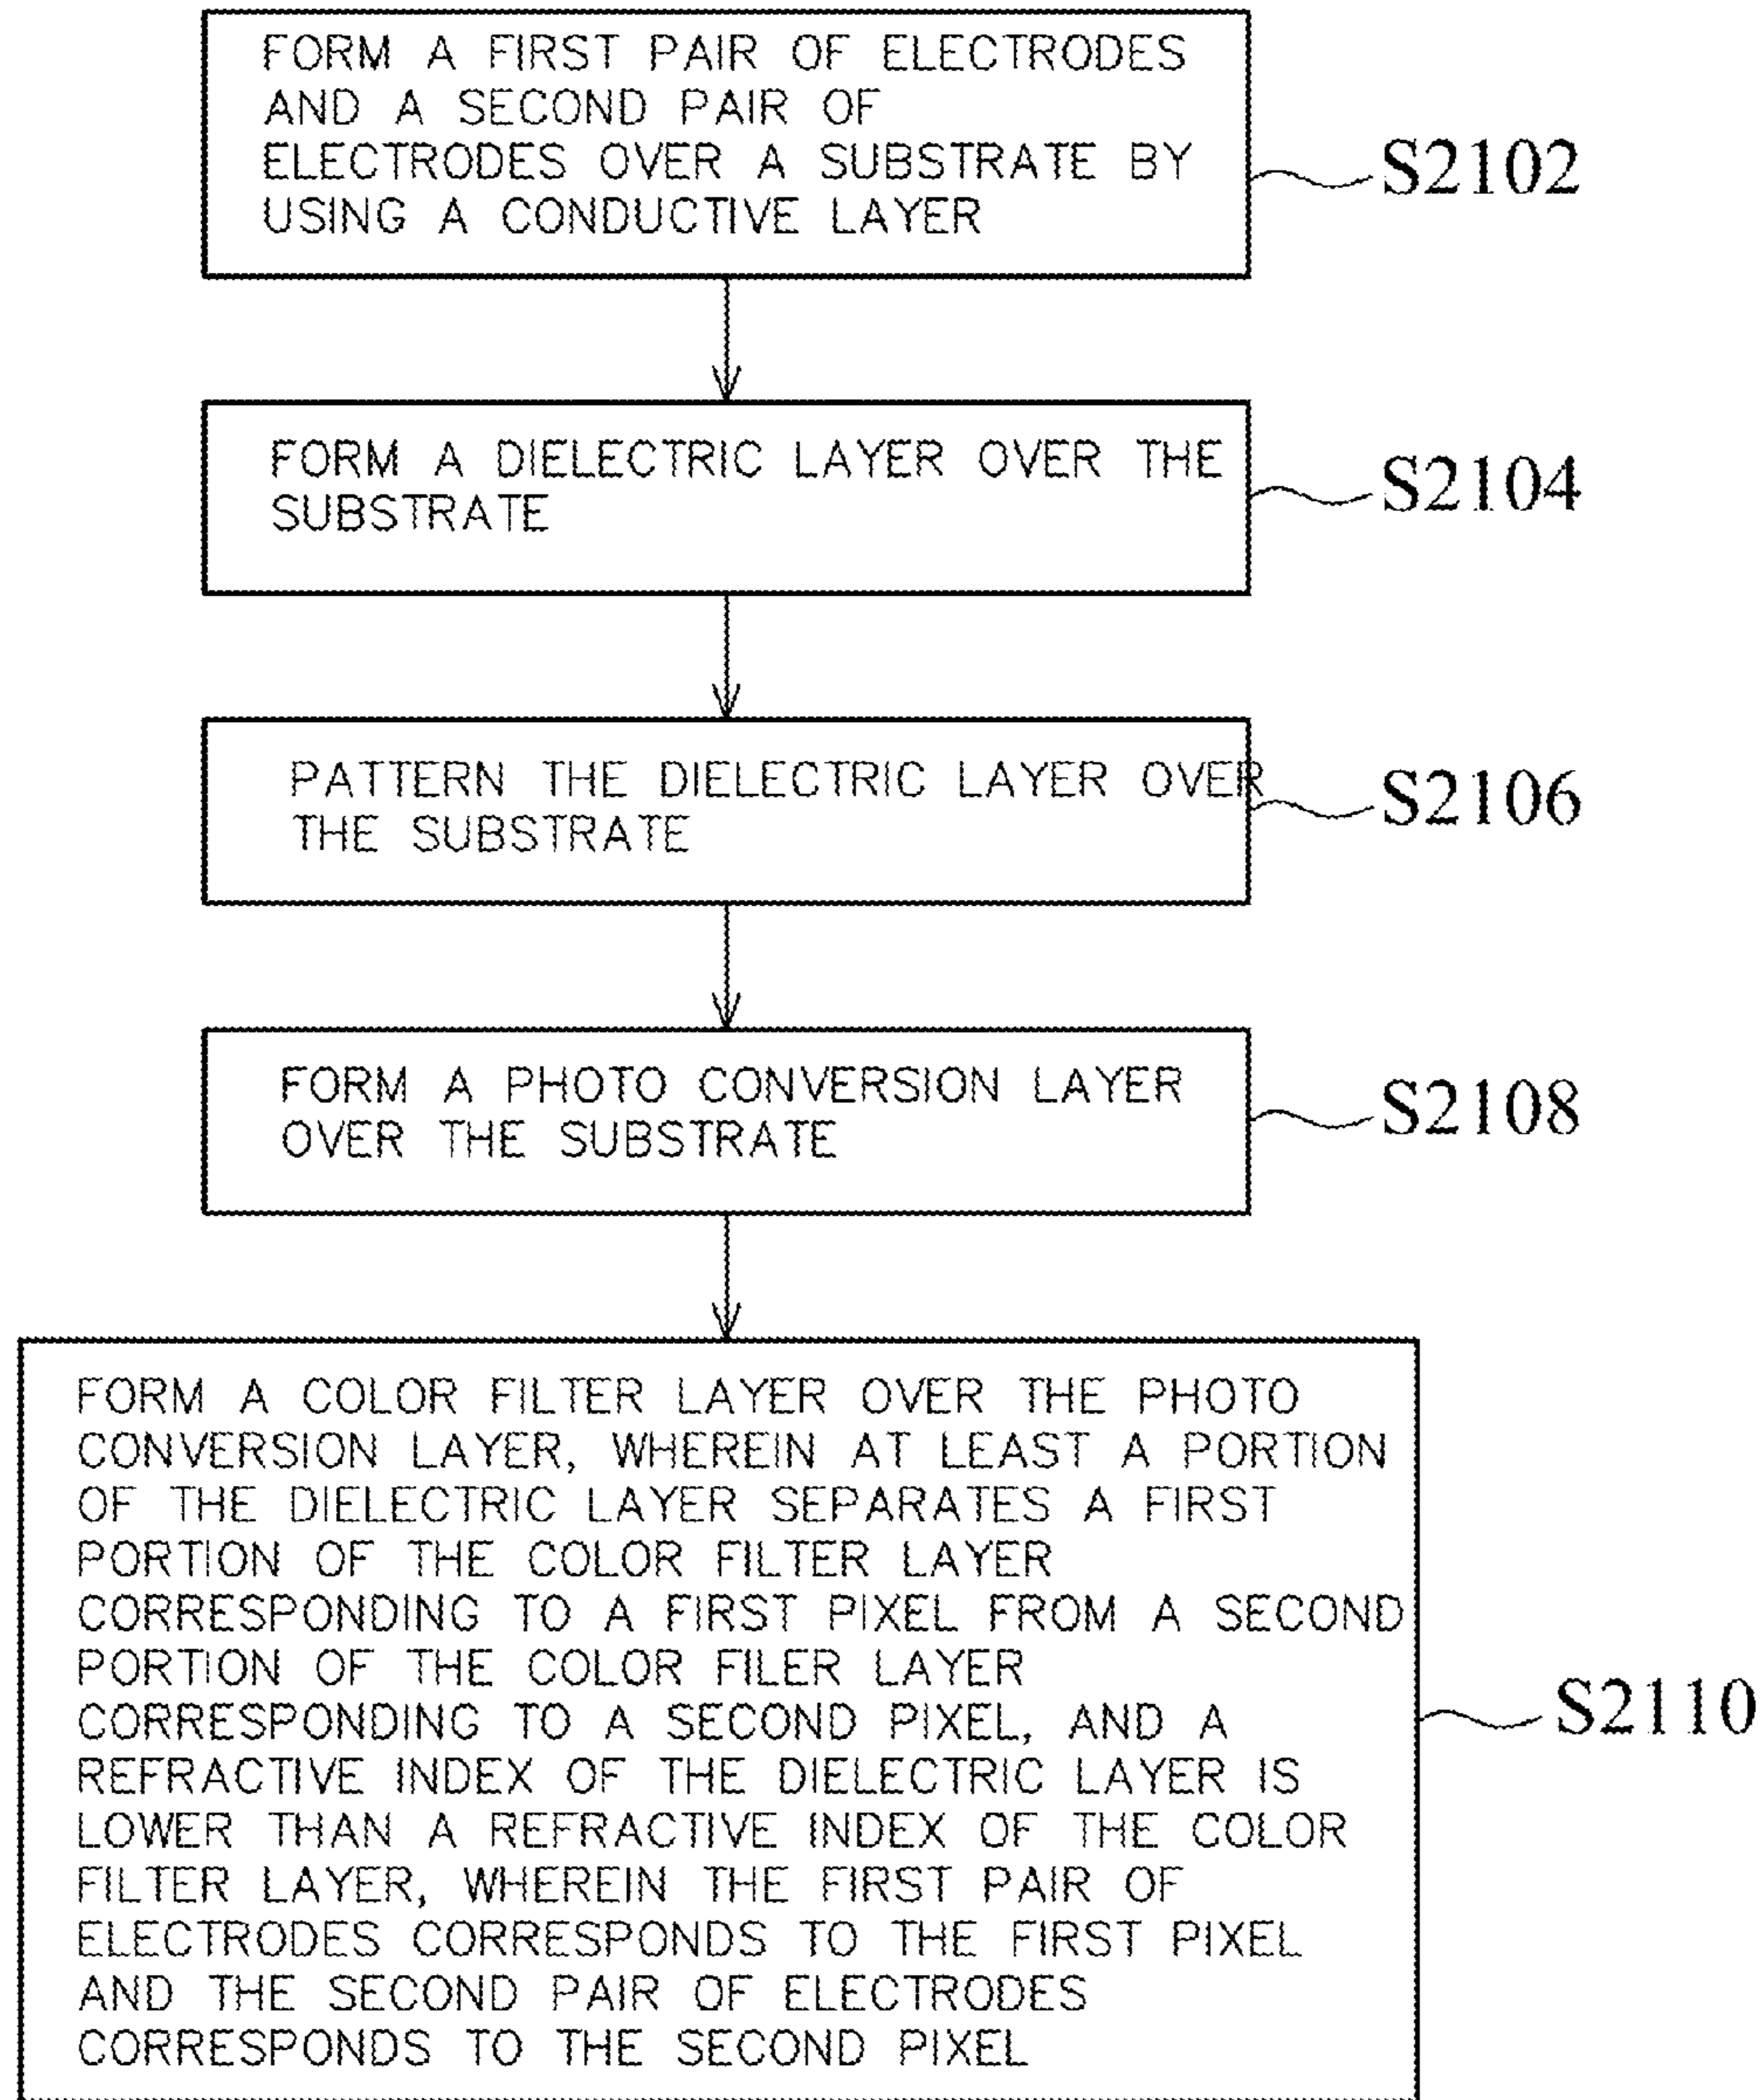 FORM A FIRST PAIR OF ELECTRODES
AND A SECOND PAIR OF
ELECTRODES OVER A SUBSTRATE BY
USING A CONDUCTIVE LAYER
S2102
FORM A DIELECTRIC LAYER OVER THE
SUBSTRATE
S2104
PATTERN THE DIELECTRIC LAYER OVER
THE SUBSTRATE
S2106
FORM A PHOTO CONVERSION LAYER
OVER THE SUBSTRATE
S2108
FORM A COLOR FILTER LAYER OVER THE PHOTO
CONVERSION LAYER, WHEREIN AT LEAST A PORTION
OF THE DIELECTRIC LAYER SEPARATES A FIRST
PORTION OF THE COLOR FILTER LAYER
CORRESPONDING TO A FIRST PIXEL FROM A SECOND
PORTION OF THE COLOR FILER LAYER
CORRESPONDING TO A SECOND PIXEL, AND A
REFRACTIVE INDEX OF THE DIELECTRIC LAYER IS
LOWER THAN A REFRACTIVE INDEX OF THE COLOR
FILTER LAYER, WHEREIN THE FIRST PAIR OF
ELECTRODES CORRESPONDS TO THE FIRST PIXEL
AND THE SECOND PAIR OF ELECTRODES
CORRESPONDS TO THE SECOND PIXEL
S2110